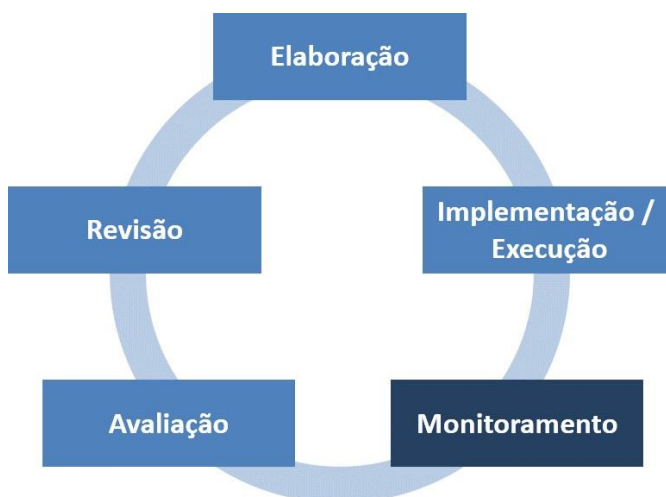 Elaboração
Revisão
Implementação /
Execução
Avaliação
Monitoramento